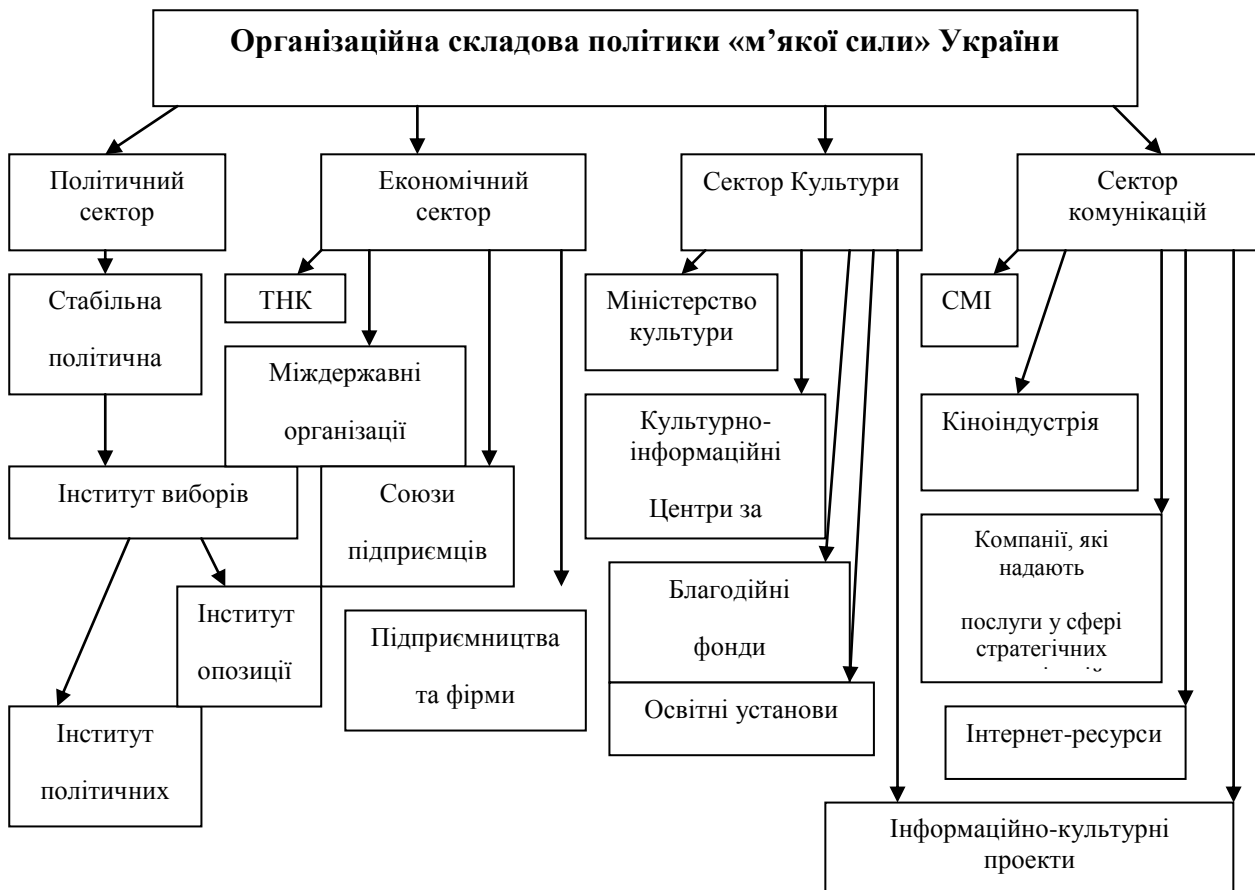 Організаційна складова політики «м’якої сили» України
Політичний
сектор
Економічний
сектор
Сектор Культури
Сектор
комунікацій
Стабільна
політична
ТНК
Міністерство
культури
СМІ
Міждержавні
організації
Культурно-
інформаційні
Центри за
Кіноіндустрія
Інститут виборів
Союзи
підприємців
Компанії, які
надають
послуги у сфері
стратегічних
Благодійні
фонди
Інститут
опозиції
Підприємництва
та фірми
Освітні установи
Інститут
політичних
Інтернет-ресурси
Інформаційно-культурні
проекти